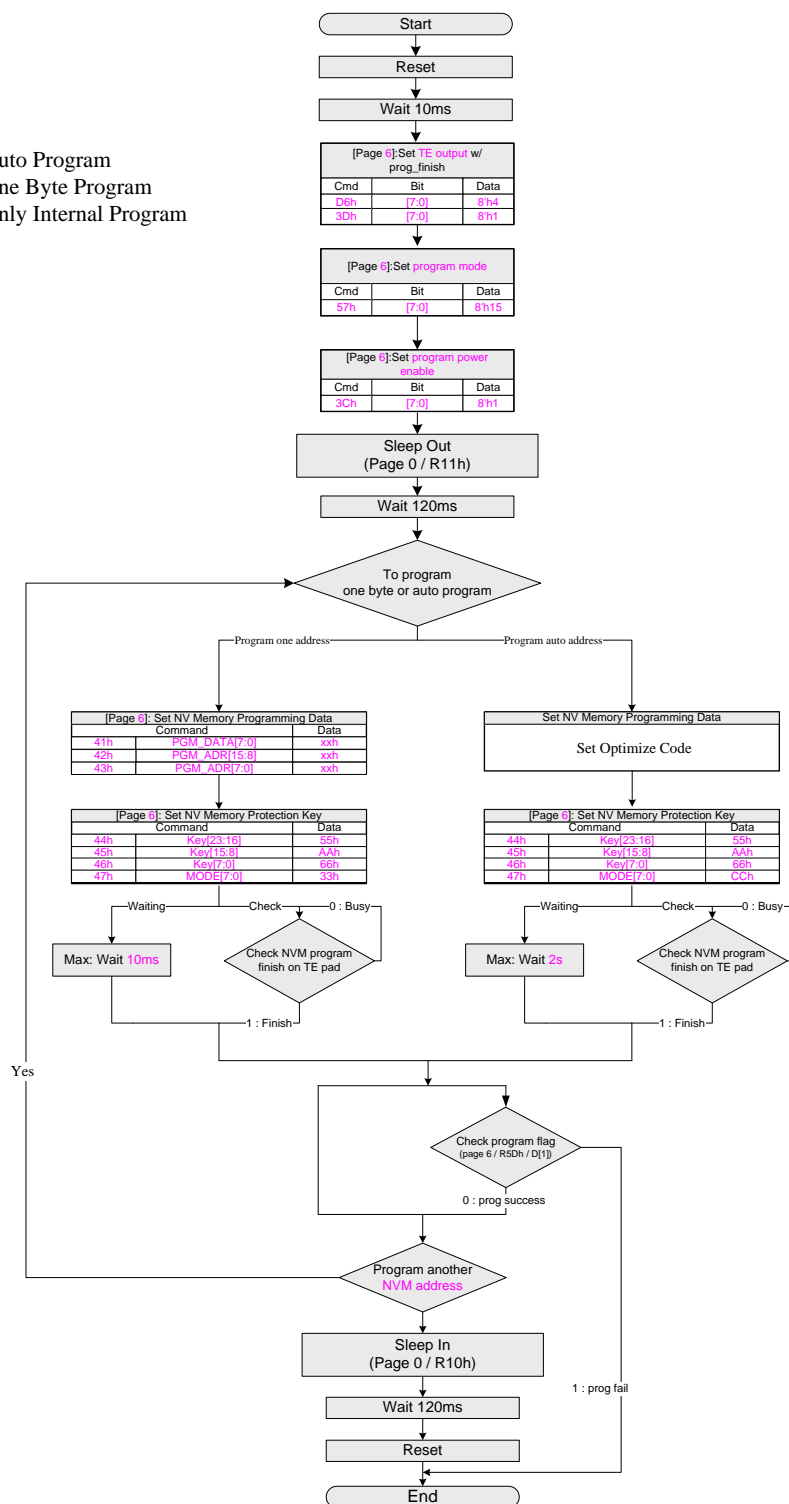 Start
Reset
Wait 10ms
uto Program
ne Byte Program
nly Internal Program
[Page 6]:Set TE output w/
prog_finish
Cmd Bit Data
D6h [7:0] 8'h4
3Dh [7:0] 8'h1
[Page 6]:Set program mode
Cmd Bit Data
57h [7:0] 8'h15
[Page 6]:Set program power
enable
Cmd Bit Data
3Ch [7:0] 8'h1
Sleep Out
(Page 0 / R11h)
Wait 120ms
To program
one byte or auto program
Program one address Program auto address
[Page 6]: Set NV Memory Programming Data
Command Data
41h PGM_DATA[7:0] xxh
42h PGM_ADR[15:8] xxh
43h PGM_ADR[7:0] xxh
Set NV Memory Programming Data
Set Optimize Code
[Page 6]: Set NV Memory Protection Key
Command Data
44h Key[23:16] 55h
45h Key[15:8] AAh
46h Key[7:0] 66h
47h MODE[7:0] 33h
[Page 6]: Set NV Memory Protection Key
Command Data
44h Key[23:16] 55h
45h Key[15:8] AAh
46h Key[7:0] 66h
47h MODE[7:0] CCh
Waiting Check 0 : Busy
Max: Wait 10ms
Check NVM program
finish on TE pad
1 : Finish
Waiting Check 0 : Busy
Max: Wait 2s
Check NVM program
finish on TE pad
1 : Finish
Yes
Check program flag
(page 6 / R5Dh / D[1])
0 : prog success
Program another
NVM address
Sleep In
(Page 0 / R10h)
1 : prog fail
Wait 120ms
Reset
End